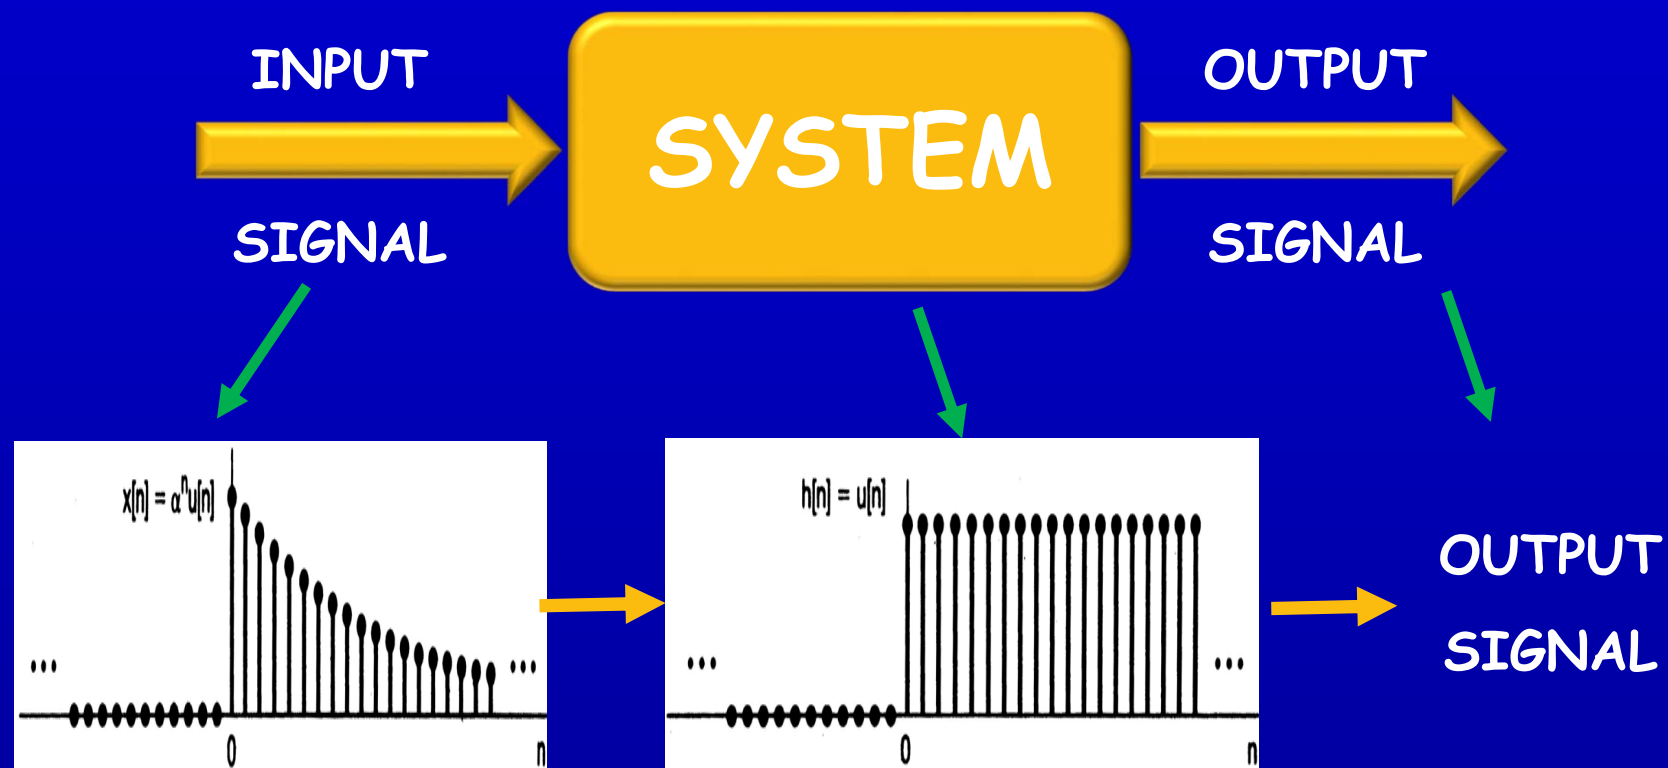 INPUT
SIGNAL
SYSTEM
OUTPUT
SIGNAL
x[n] = αⁿu[n]
...
...
0
n
h[n] = u[n]
...
...
0
n
OUTPUT
SIGNAL